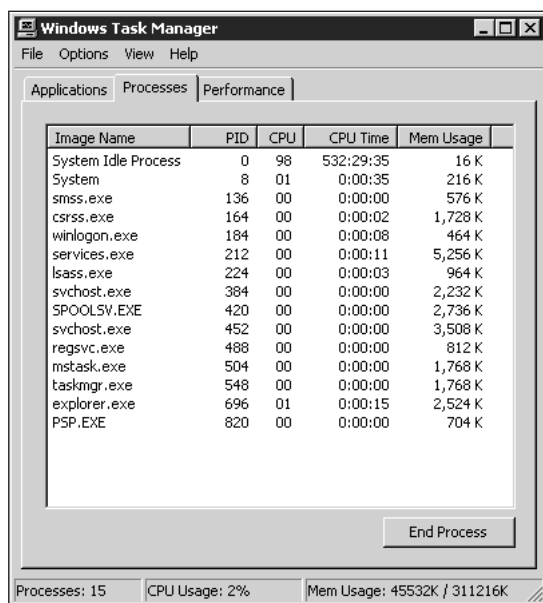 Windows Task Manager
File Options View Help
Applications Processes Performance
Image Name PID CPU CPU Time Mem Usage
System Idle Process 0 98 532:29:35 16 K
System 8 01 0:00:35 216 K
smss.exe 136 00 0:00:00 576 K
csrss.exe 164 00 0:00:02 1,728 K
winlogon.exe 184 00 0:00:08 464 K
services.exe 212 00 0:00:11 5,256 K
lsass.exe 224 00 0:00:03 964 K
svchost.exe 384 00 0:00:00 2,232 K
SPOOLSV.EXE 420 00 0:00:00 2,736 K
svchost.exe 452 00 0:00:00 3,508 K
regsvc.exe 488 00 0:00:00 812 K
mstask.exe 504 00 0:00:00 1,768 K
taskmgr.exe 548 00 0:00:00 1,768 K
explorer.exe 696 01 0:00:15 2,524 K
PSP.EXE 820 00 0:00:00 704 K
End Process
Processes: 15 CPU Usage: 2% Mem Usage: 45532K / 311216K